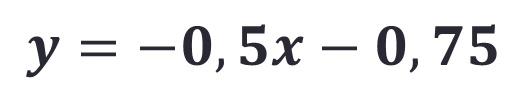 y = −0,5x − 0,75